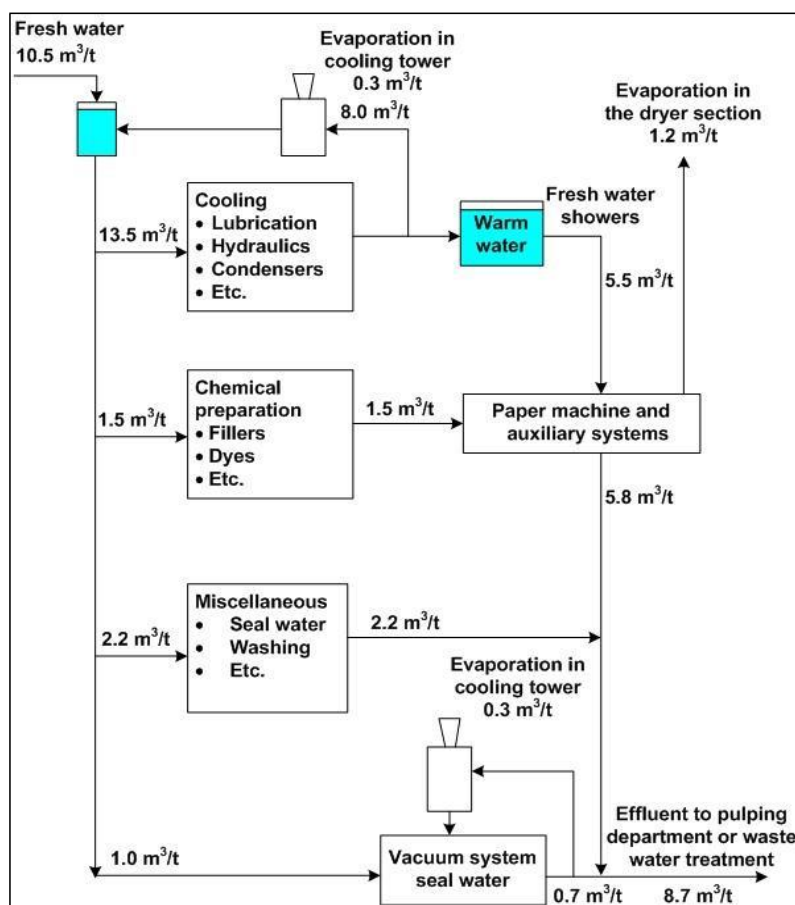 Fresh water
10.5 m³/t
Evaporation in
cooling tower
0.3 m³/t
8.0 m³/t
Evaporation in
the dryer section
1.2 m³/t
Cooling
• Lubrication
• Hydraulics
• Condensers
• Etc.
13.5 m³/t
Warm
water
Fresh water
showers
5.5 m³/t
1.5 m³/t
Chemical
preparation
• Fillers
• Dyes
• Etc.
1.5 m³/t
Paper machine and
auxiliary systems
5.8 m³/t
2.2 m³/t
Miscellaneous
• Seal water
• Washing
• Etc.
2.2 m³/t
Evaporation in
cooling tower
0.3 m³/t
1.0 m³/t
Vacuum system
seal water
0.7 m³/t
Effluent to pulping
department or waste
water treatment
8.7 m³/t